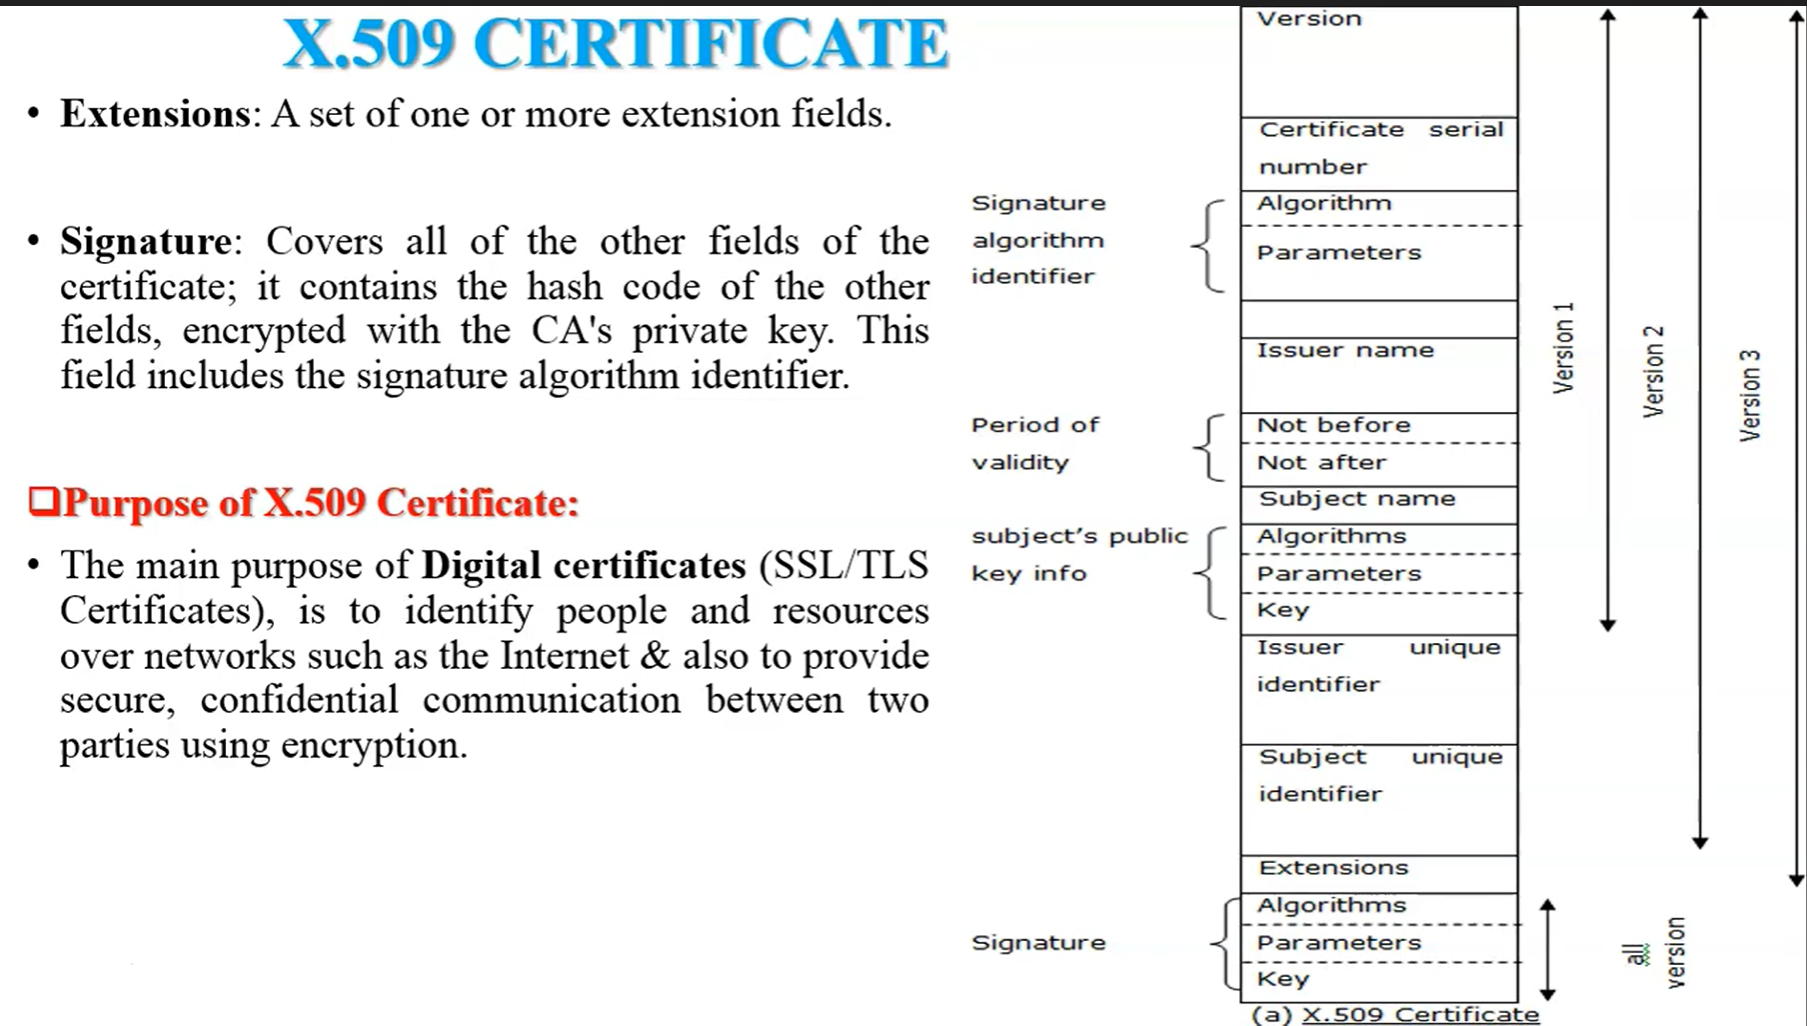 X.509 CERTIFICATE
• Extensions: A set of one or more extension fields.
• Signature: Covers all of the other fields of the
certificate; it contains the hash code of the other
fields, encrypted with the CA's private key. This
field includes the signature algorithm identifier.
❑Purpose of X.509 Certificate:
• The main purpose of Digital certificates (SSL/TLS
Certificates), is to identify people and resources
over networks such as the Internet & also to provide
secure, confidential communication between two
parties using encryption.
Version
Certificate serial
number
Signature
algorithm
identifier
Algorithm
Parameters
Issuer name
Period of
validity
Not before
Not after
Subject name
subject's public
key info
Algorithms
Parameters
Key
Issuer unique
identifier
Subject unique
identifier
Extensions
Signature
Algorithms
Parameters
Key
Version 1
Version 2
Version 3
all
version
(a) X.509 Certificate